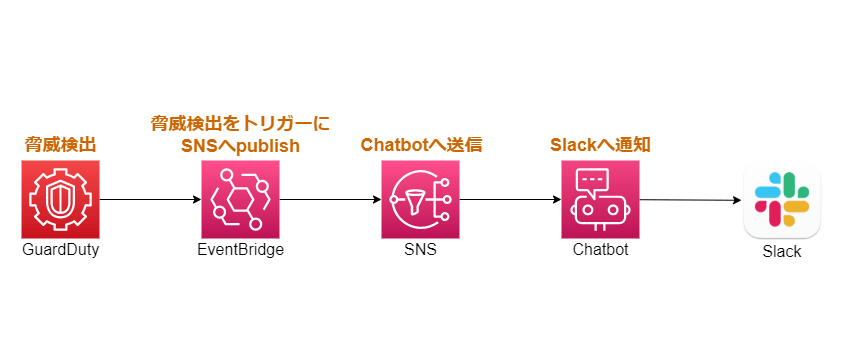 脅威検出
脅威検出をトリガーに
SNSへpublish
Chatbotへ送信
Slackへ通知
GuardDuty
EventBridge
SNS
Chatbot
Slack